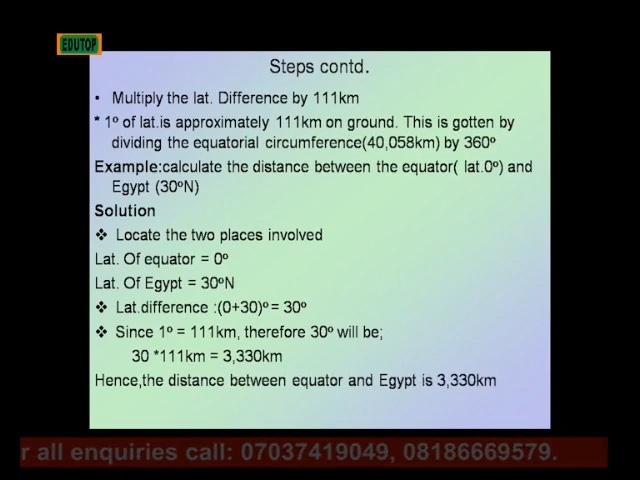 EDUTOP
Steps contd.
• Multiply the lat. Difference by 111km
* 1º of lat.is approximately 111km on ground. This is gotten by
dividing the equatorial circumference(40,058km) by 360º
Example:calculate the distance between the equator( lat.0º) and
Egypt (30ºN)
Solution
❖ Locate the two places involved
Lat. Of equator = 0º
Lat. Of Egypt = 30ºN
❖ Lat.difference :(0+30)º = 30º
❖ Since 1º = 111km, therefore 30º will be;
30 *111km = 3,330km
Hence,the distance between equator and Egypt is 3,330km
r all enquiries call: 07037419049, 08186669579.